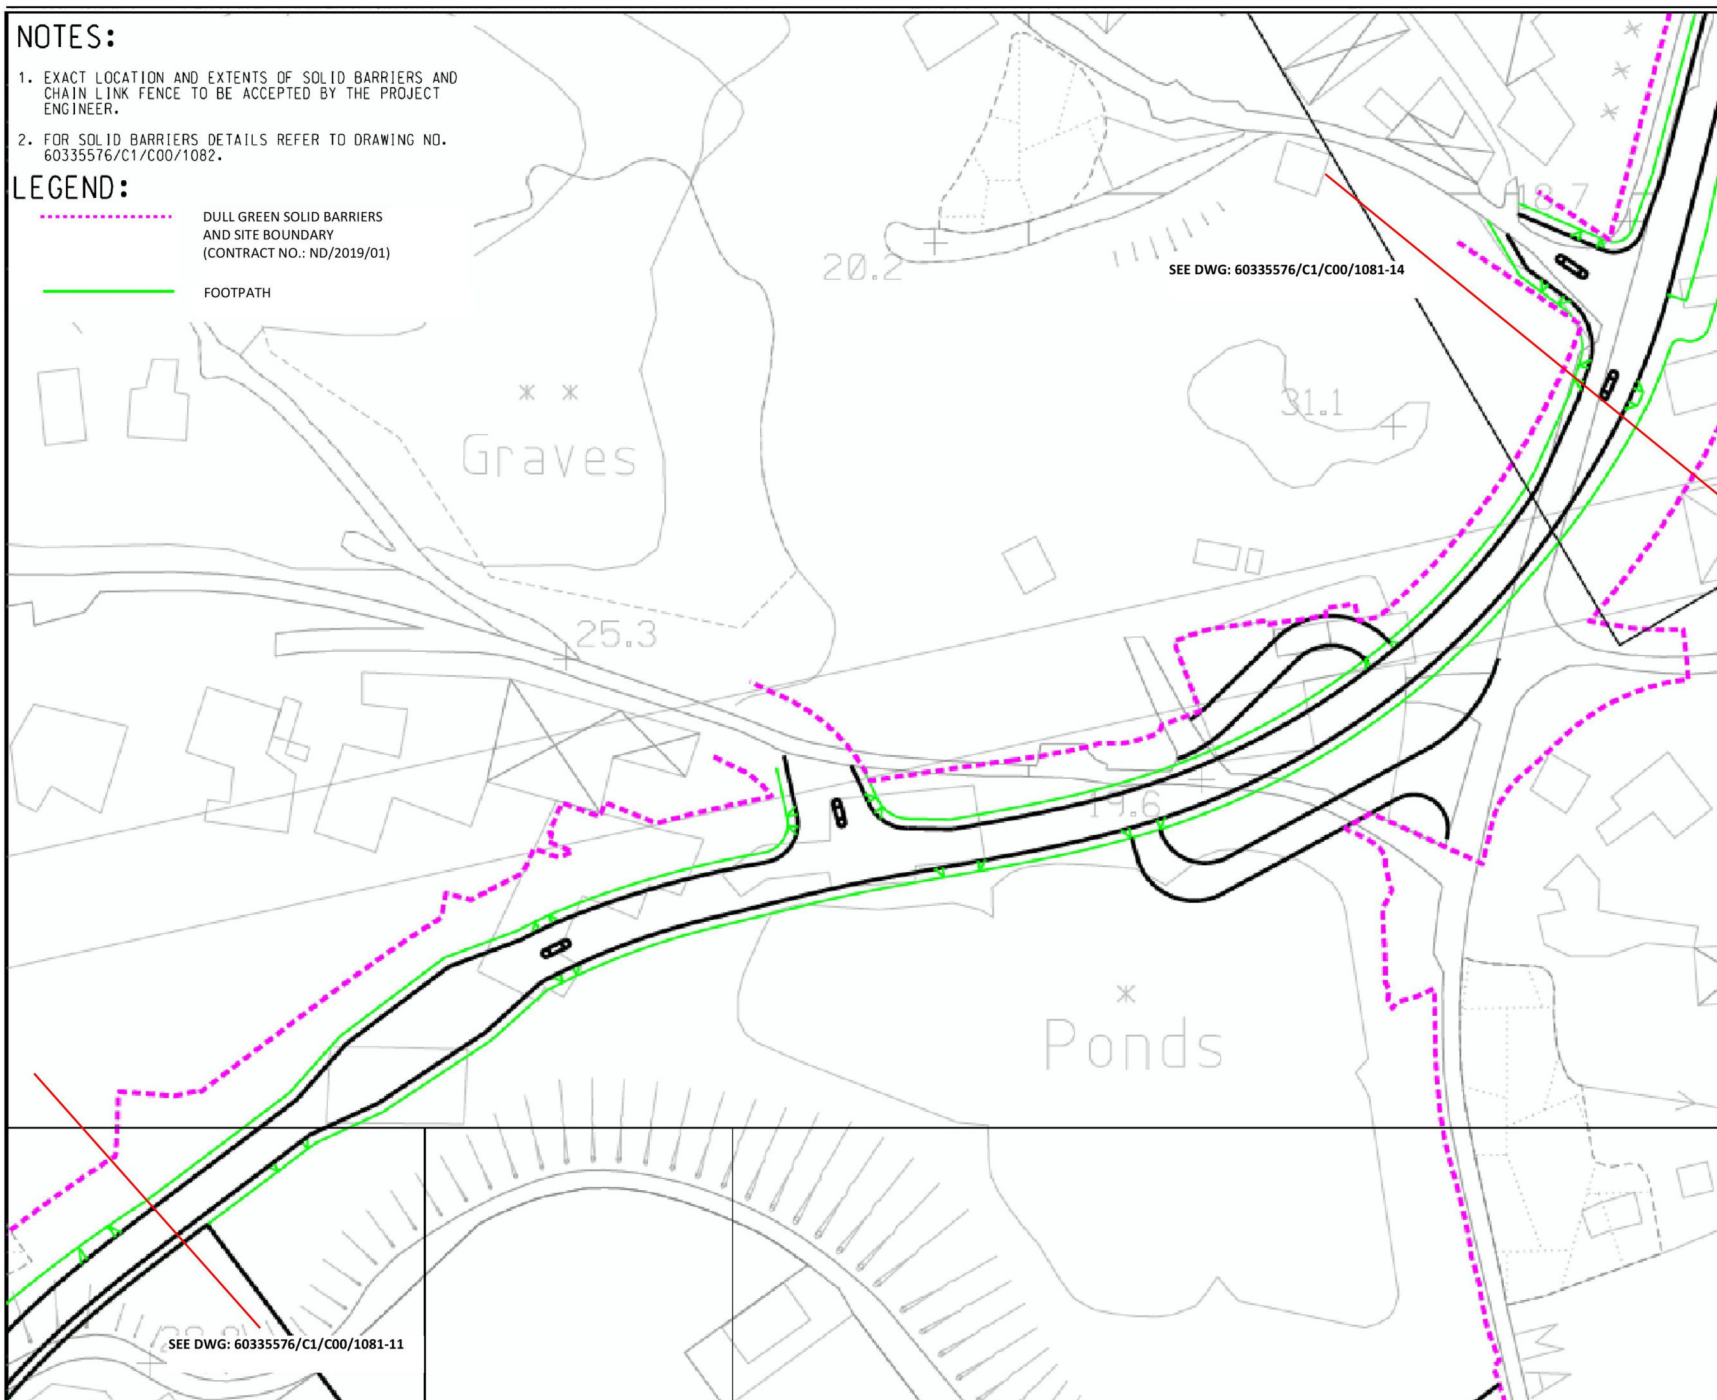 NOTES:
1. EXACT LOCATION AND EXTENTS OF SOLID BARRIERS AND
CHAIN LINK FENCE TO BE ACCEPTED BY THE PROJECT
ENGINEER.
2. FOR SOLID BARRIERS DETAILS REFER TO DRAWING NO.
60335576/C1/C00/1082.
LEGEND:
DULL GREEN SOLID BARRIERS
AND SITE BOUNDARY
(CONTRACT NO.: ND/2019/01)
FOOTPATH
18.7
20.2
SEE DWG: 60335576/C1/C00/1081-14
31.1
Graves
25.3
19.6
Ponds
SEE DWG: 60335576/C1/C00/1081-11